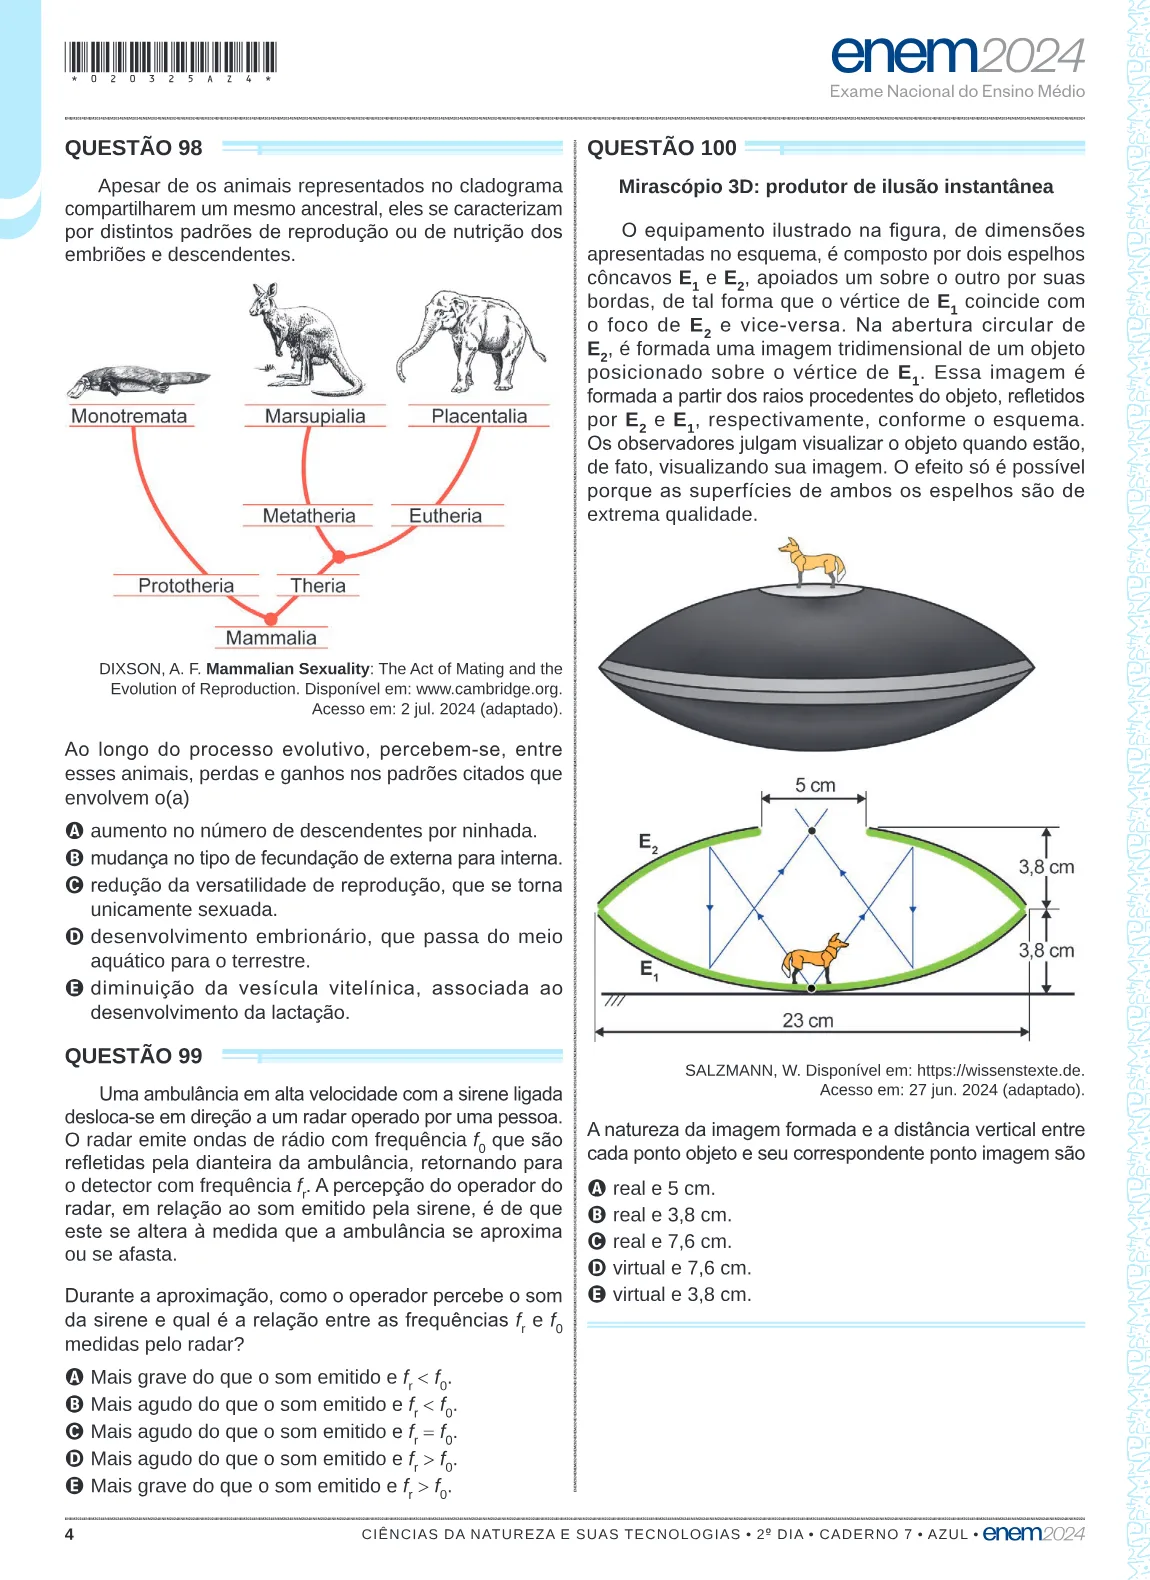 *020325AZ4*
enem2024
Exame Nacional do Ensino Médio
QUESTÃO 98
Apesar de os animais representados no cladograma
compartilharem um mesmo ancestral, eles se caracterizam
por distintos padrões de reprodução ou de nutrição dos
embriões e descendentes.
Monotremata
Marsupialia
Placentalia
Metatheria
Eutheria
Prototheria
Theria
Mammalia
DIXSON, A. F. Mammalian Sexuality: The Act of Mating and the
Evolution of Reproduction. Disponível em: www.cambridge.org.
Acesso em: 2 jul. 2024 (adaptado).
Ao longo do processo evolutivo, percebem-se, entre
esses animais, perdas e ganhos nos padrões citados que
envolvem o(a)
A aumento no número de descendentes por ninhada.
B mudança no tipo de fecundação de externa para interna.
C redução da versatilidade de reprodução, que se torna
unicamente sexuada.
D desenvolvimento embrionário, que passa do meio
aquático para o terrestre.
E diminuição da vesícula vitelínica, associada ao
desenvolvimento da lactação.
QUESTÃO 99
Uma ambulância em alta velocidade com a sirene ligada
desloca-se em direção a um radar operado por uma pessoa.
O radar emite ondas de rádio com frequência f0 que são
refletidas pela dianteira da ambulância, retornando para
o detector com frequência fr. A percepção do operador do
radar, em relação ao som emitido pela sirene, é de que
este se altera à medida que a ambulância se aproxima
ou se afasta.
Durante a aproximação, como o operador percebe o som
da sirene e qual é a relação entre as frequências fr e f0
medidas pelo radar?
A Mais grave do que o som emitido e fr < f0.
B Mais agudo do que o som emitido e fr < f0.
C Mais agudo do que o som emitido e fr = f0.
D Mais agudo do que o som emitido e fr > f0.
E Mais grave do que o som emitido e fr > f0.
QUESTÃO 100
Mirascópio 3D: produtor de ilusão instantânea
O equipamento ilustrado na figura, de dimensões
apresentadas no esquema, é composto por dois espelhos
côncavos E1 e E2, apoiados um sobre o outro por suas
bordas, de tal forma que o vértice de E1 coincide com
o foco de E2 e vice-versa. Na abertura circular de
E2, é formada uma imagem tridimensional de um objeto
posicionado sobre o vértice de E1. Essa imagem é
formada a partir dos raios procedentes do objeto, refletidos
por E2 e E1, respectivamente, conforme o esquema.
Os observadores julgam visualizar o objeto quando estão,
de fato, visualizando sua imagem. O efeito só é possível
porque as superfícies de ambos os espelhos são de
extrema qualidade.
5 cm
E2
3,8 cm
3,8 cm
E1
23 cm
SALZMANN, W. Disponível em: https://wissenstexte.de.
Acesso em: 27 jun. 2024 (adaptado).
A natureza da imagem formada e a distância vertical entre
cada ponto objeto e seu correspondente ponto imagem são
A real e 5 cm.
B real e 3,8 cm.
C real e 7,6 cm.
D virtual e 7,6 cm.
E virtual e 3,8 cm.
4
CIÊNCIAS DA NATUREZA E SUAS TECNOLOGIAS • 2º DIA • CADERNO 7 • AZUL • enem2024